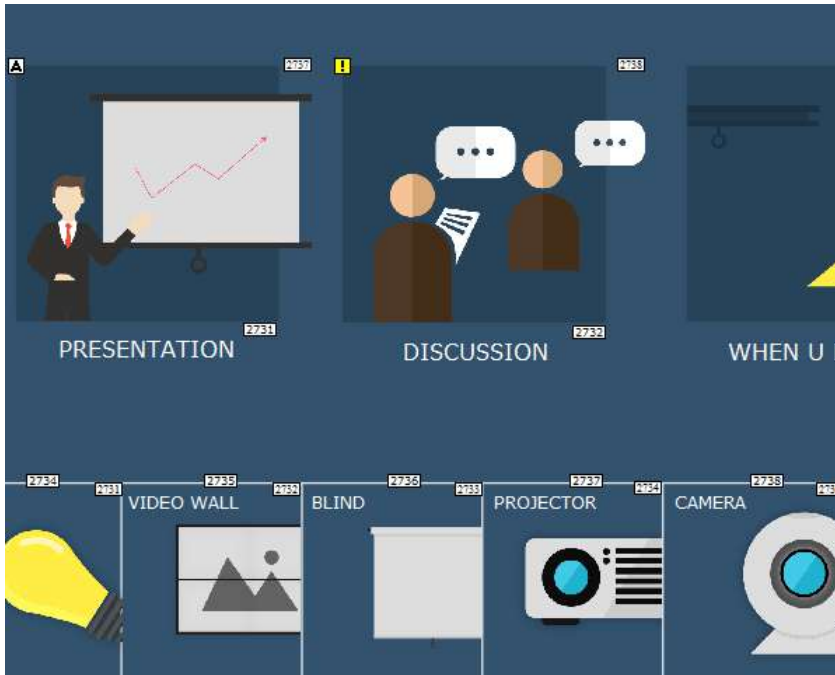 A
2737
!
2738
2731
2732
PRESENTATION
DISCUSSION
WHEN U
2734
2731
2735
2732
2736
2733
2737
2734
2738
VIDEO WALL
BLIND
PROJECTOR
CAMERA